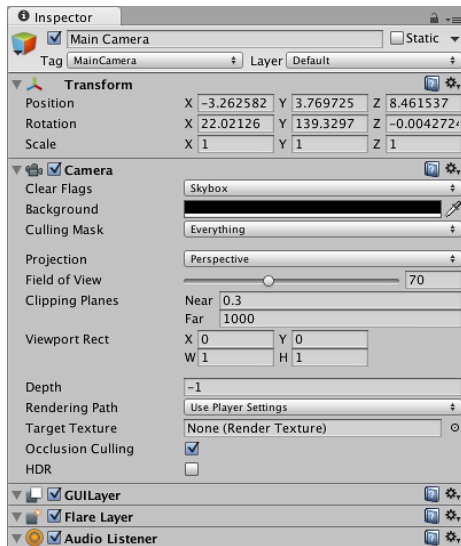 Inspector
Main Camera Static
Tag MainCamera Layer Default
Transform
Position X -3.262582 Y 3.769725 Z 8.461537
Rotation X 22.02126 Y 139.3297 Z -0.0042724
Scale X 1 Y 1 Z 1
Camera
Clear Flags Skybox
Background
Culling Mask Everything
Projection Perspective
Field of View 70
Clipping Planes Near 0.3
Far 1000
Viewport Rect X 0 Y 0
W 1 H 1
Depth -1
Rendering Path Use Player Settings
Target Texture None (Render Texture)
Occlusion Culling
HDR
GUILayer
Flare Layer
Audio Listener